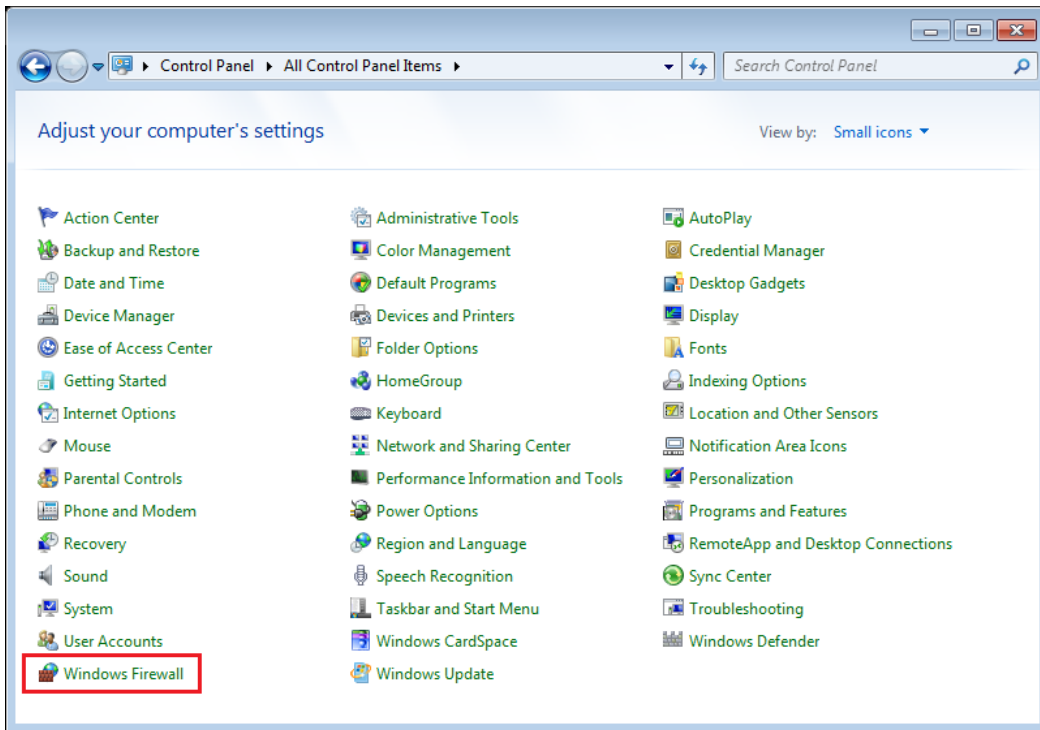 Control Panel All Control Panel Items Search Control Panel
Adjust your computer's settings View by: Small icons
Action Center Administrative Tools AutoPlay
Backup and Restore Color Management Credential Manager
Date and Time Default Programs Desktop Gadgets
Device Manager Devices and Printers Display
Ease of Access Center Folder Options Fonts
Getting Started HomeGroup Indexing Options
Internet Options Keyboard Location and Other Sensors
Mouse Network and Sharing Center Notification Area Icons
Parental Controls Performance Information and Tools Personalization
Phone and Modem Power Options Programs and Features
Recovery Region and Language RemoteApp and Desktop Connections
Sound Speech Recognition Sync Center
System Taskbar and Start Menu Troubleshooting
User Accounts Windows CardSpace Windows Defender
Windows Firewall Windows Update